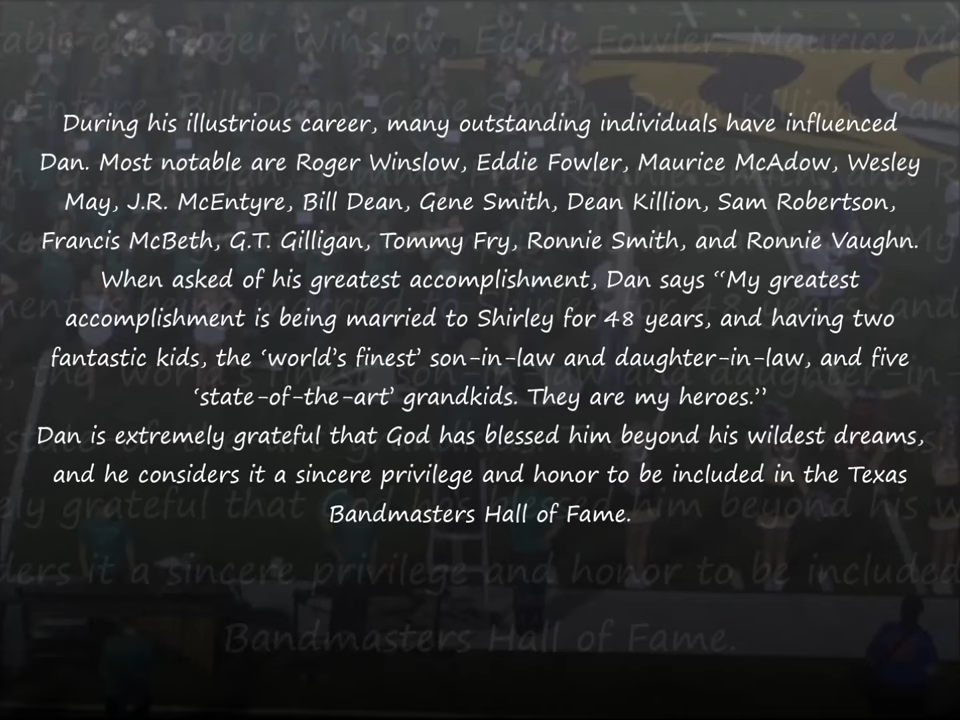 During his illustrious career, many outstanding individuals have influenced
Dan. Most notable are Roger Winslow, Eddie Fowler, Maurice McAdow, Wesley
May, J.R. McEntyre, Bill Dean, Gene Smith, Dean Killion, Sam Robertson,
Francis McBeth, G.T. Gilligan, Tommy Fry, Ronnie Smith, and Ronnie Vaughn.
When asked of his greatest accomplishment, Dan says “My greatest
accomplishment is being married to Shirley for 48 years, and having two
fantastic kids, the ‘world’s finest’ son-in-law and daughter-in-law, and five
‘state-of-the-art’ grandkids. They are my heroes.”
Dan is extremely grateful that God has blessed him beyond his wildest dreams,
and he considers it a sincere privilege and honor to be included in the Texas
Bandmasters Hall of Fame.